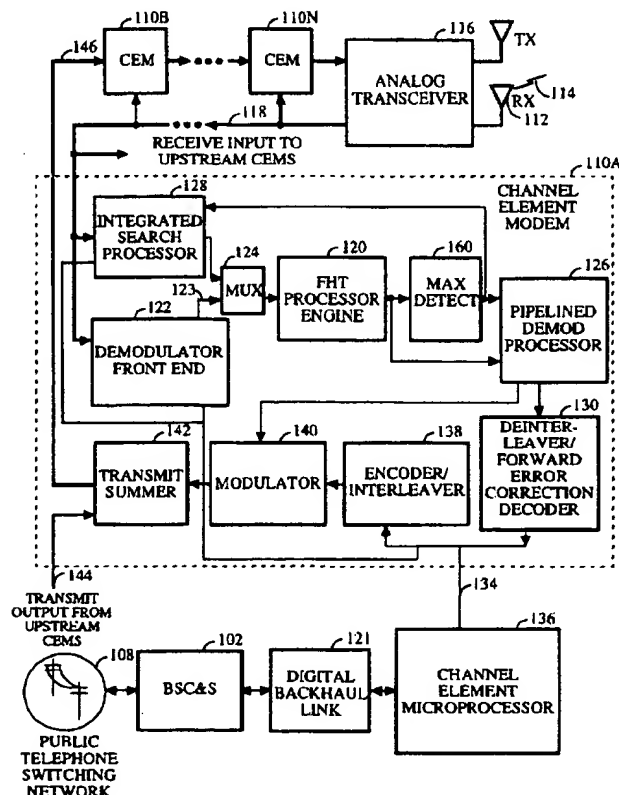 110B
110N
116
146
TX
CEM
CEM
ANALOG
TRANSCEIVER
RX
114
112
118
RECEIVE INPUT TO
UPSTREAM CEMS
110A
128
CHANNEL
ELEMENT
MODEM
INTEGRATED
SEARCH
PROCESSOR
124
120
160
126
MUX
FHT
PROCESSOR
ENGINE
MAX
DETECT
PIPELINED
DEMOD
PROCESSOR
123
122
DEMODULATOR
FRONT END
142
140
138
130
DEINTER-
LEAVER/
FORWARD
ERROR
CORRECTION
DECODER
TRANSMIT
SUMMER
MODULATOR
ENCODER/
INTERLEAVER
144
TRANSMIT
OUTPUT FROM
UPSTREAM
CEMS
134
108
102
121
136
BSC&S
DIGITAL
BACKHAUL
LINK
CHANNEL
ELEMENT
MICROPROCESSOR
PUBLIC
TELEPHONE
SWITCHING
NETWORK